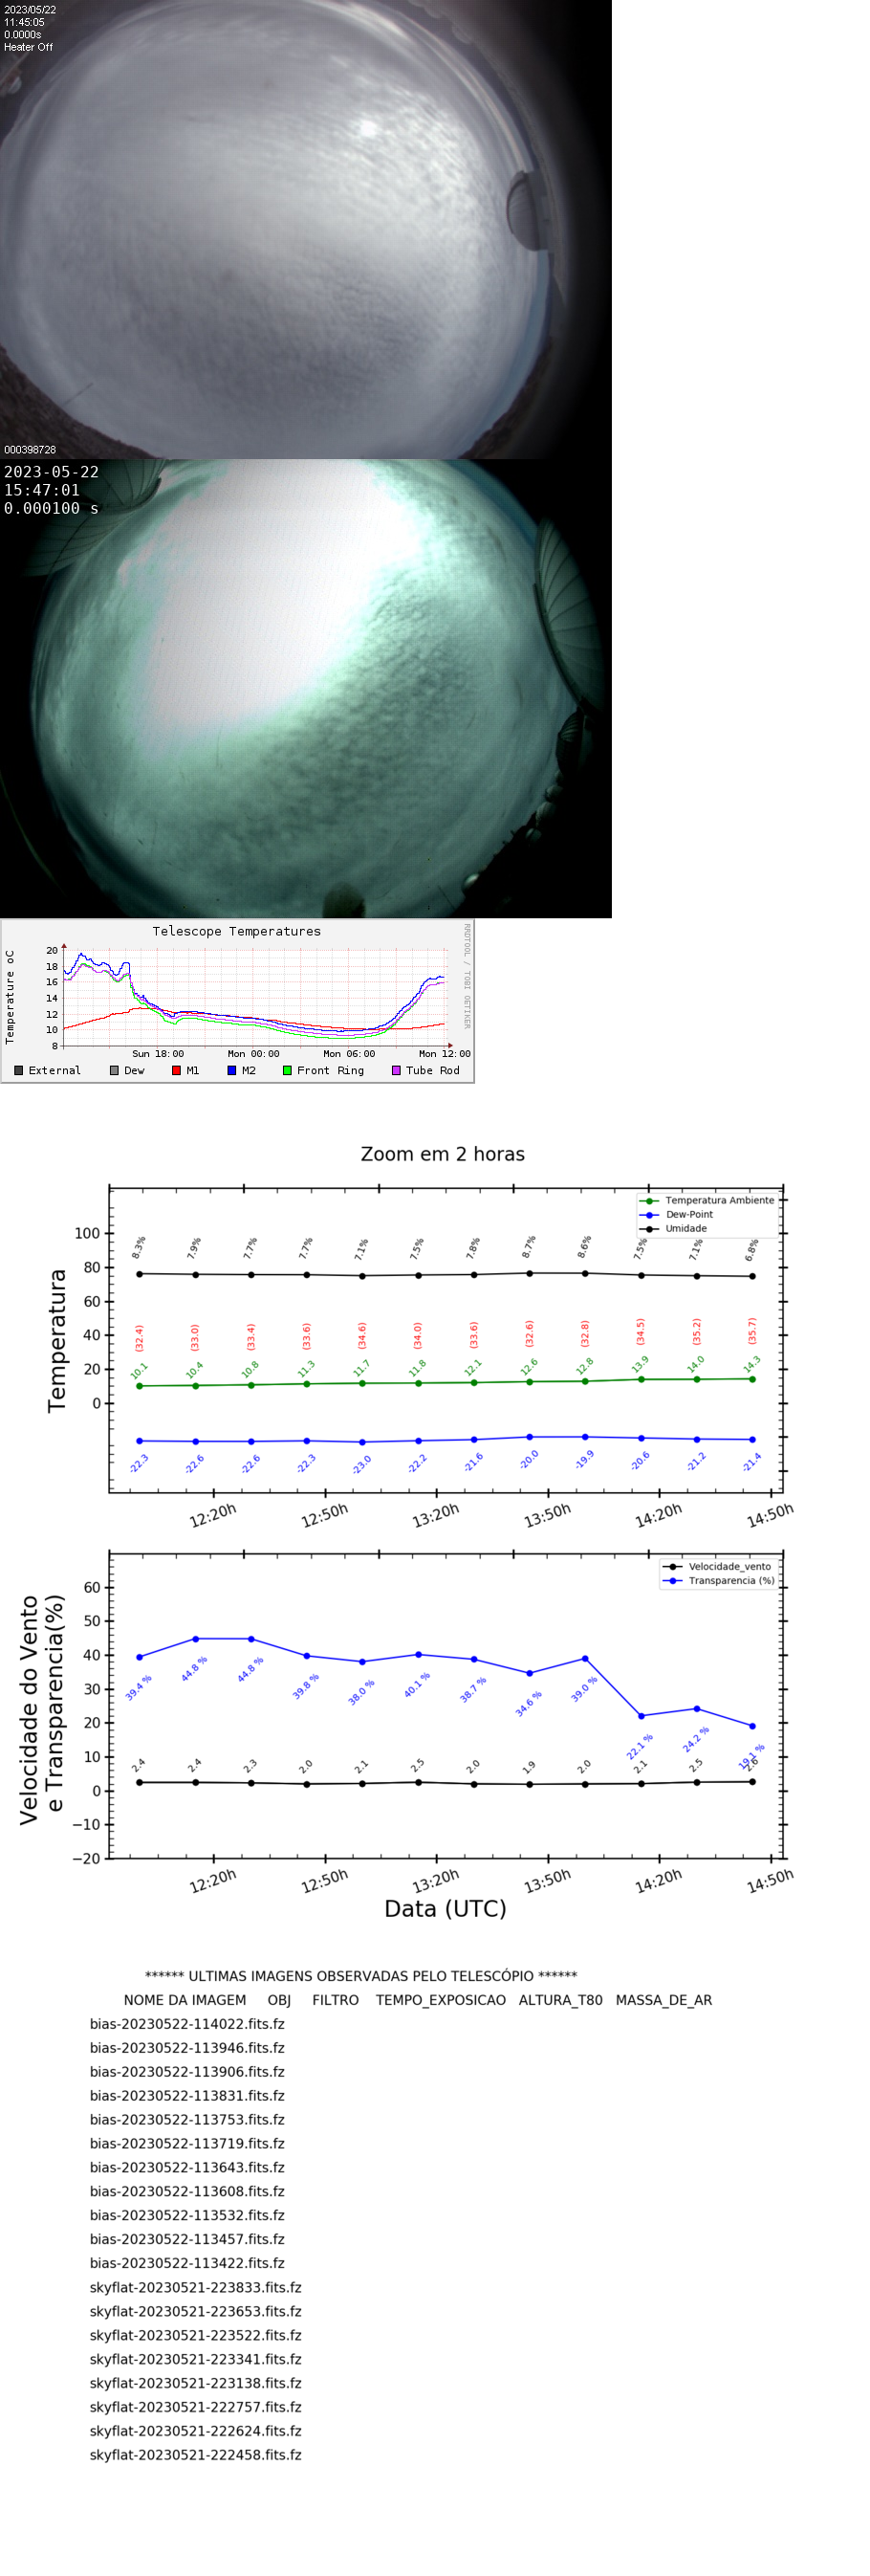 2023/05/22
11:45:05
0.0000s
Heater Off
000398728
2023-05-22
15:47:01
0.000100 s
Telescope Temperatures
RRDTOOL / TOBI OETIKER
Temperature oC
20
18
16
14
12
10
8
Sun 18:00 Mon 00:00 Mon 06:00 Mon 12:00
External Dew M1 M2 Front Ring Tube Rod
Zoom em 2 horas
Temperatura Ambiente
Dew-Point
Umidade
Temperatura
100
80
60
40
20
0
8.3% 7.9% 7.7% 7.7% 7.1% 7.5% 7.8% 8.7% 8.6% 7.5% 7.1% 6.8%
(32.4) (33.0) (33.4) (33.6) (34.6) (34.0) (33.6) (32.6) (32.8) (34.5) (35.2) (35.7)
10.1 10.4 10.8 11.3 11.7 11.8 12.1 12.6 12.8 13.9 14.0 14.3
-22.3 -22.6 -22.6 -22.3 -23.0 -22.2 -21.6 -20.0 -19.9 -20.6 -21.2 -21.4
12:20h 12:50h 13:20h 13:50h 14:20h 14:50h
Velocidade_vento
Transparencia (%)
Velocidade do Vento
e Transparencia(%)
60
50
40
30
20
10
0
−10
−20
39.4 % 44.8 % 44.8 % 39.8 % 38.0 % 40.1 % 38.7 % 34.6 % 39.0 % 22.1 % 24.2 % 19.1 %
2.4 2.4 2.3 2.0 2.1 2.5 2.0 1.9 2.0 2.1 2.5 2.6
12:20h 12:50h 13:20h 13:50h 14:20h 14:50h
Data (UTC)
****** ULTIMAS IMAGENS OBSERVADAS PELO TELESCÓPIO ******
NOME DA IMAGEM OBJ FILTRO TEMPO_EXPOSICAO ALTURA_T80 MASSA_DE_AR
bias-20230522-114022.fits.fz
bias-20230522-113946.fits.fz
bias-20230522-113906.fits.fz
bias-20230522-113831.fits.fz
bias-20230522-113753.fits.fz
bias-20230522-113719.fits.fz
bias-20230522-113643.fits.fz
bias-20230522-113608.fits.fz
bias-20230522-113532.fits.fz
bias-20230522-113457.fits.fz
bias-20230522-113422.fits.fz
skyflat-20230521-223833.fits.fz
skyflat-20230521-223653.fits.fz
skyflat-20230521-223522.fits.fz
skyflat-20230521-223341.fits.fz
skyflat-20230521-223138.fits.fz
skyflat-20230521-222757.fits.fz
skyflat-20230521-222624.fits.fz
skyflat-20230521-222458.fits.fz